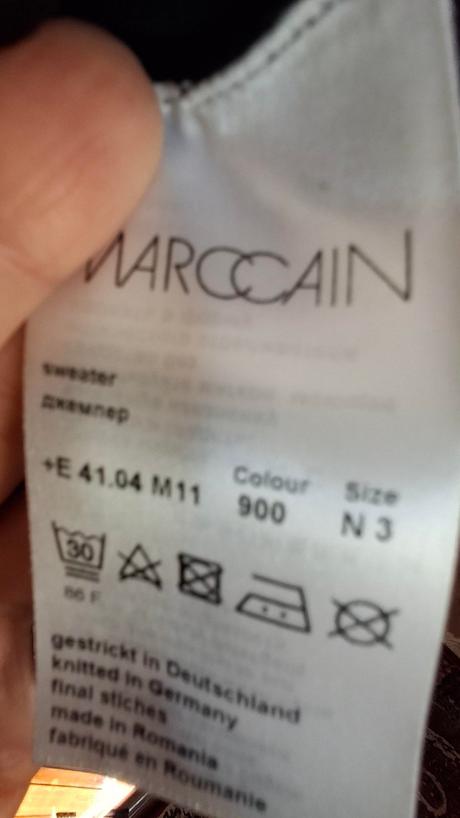 MARCCAIN
sweater
джемпер
+E 41.04 M11 Colour 900 Size N 3
30
86 F
gestrickt in Deutschland
knitted in Germany
final stiches
made in Romania
fabriqué en Roumanie